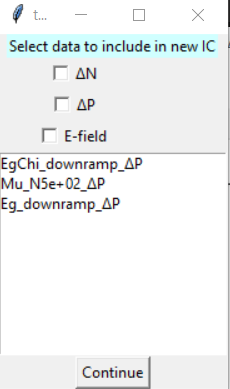 t...
Select data to include in new IC
ΔN
ΔP
E-field
EgChi_downramp_ΔP
Mu_N5e+02_ΔP
Eg_downramp_ΔP
Continue